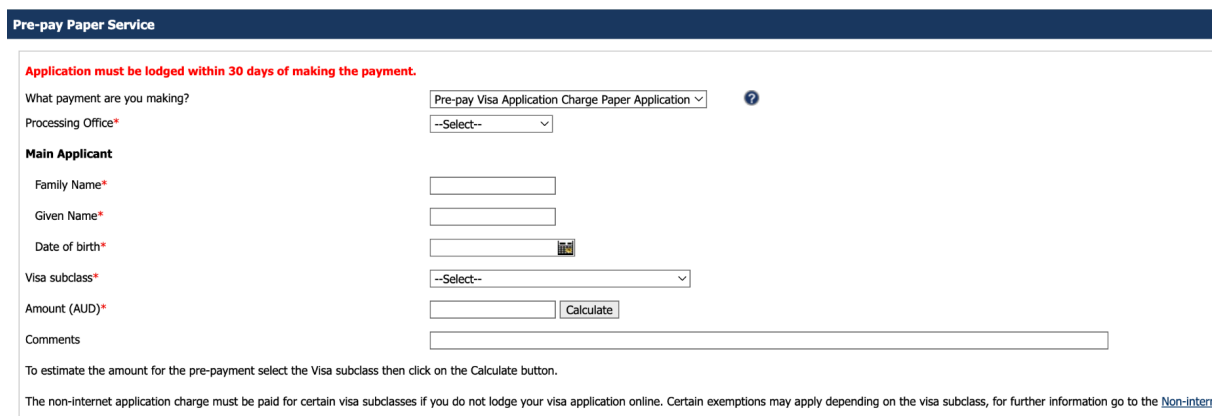 Pre-pay Paper Service
Application must be lodged within 30 days of making the payment.
What payment are you making? Pre-pay Visa Application Charge Paper Application ?
Processing Office* --Select--
Main Applicant
Family Name*
Given Name*
Date of birth*
Visa subclass* --Select--
Amount (AUD)* Calculate
Comments
To estimate the amount for the pre-payment select the Visa subclass then click on the Calculate button.
The non-internet application charge must be paid for certain visa subclasses if you do not lodge your visa application online. Certain exemptions may apply depending on the visa subclass, for further information go to the Non-intern